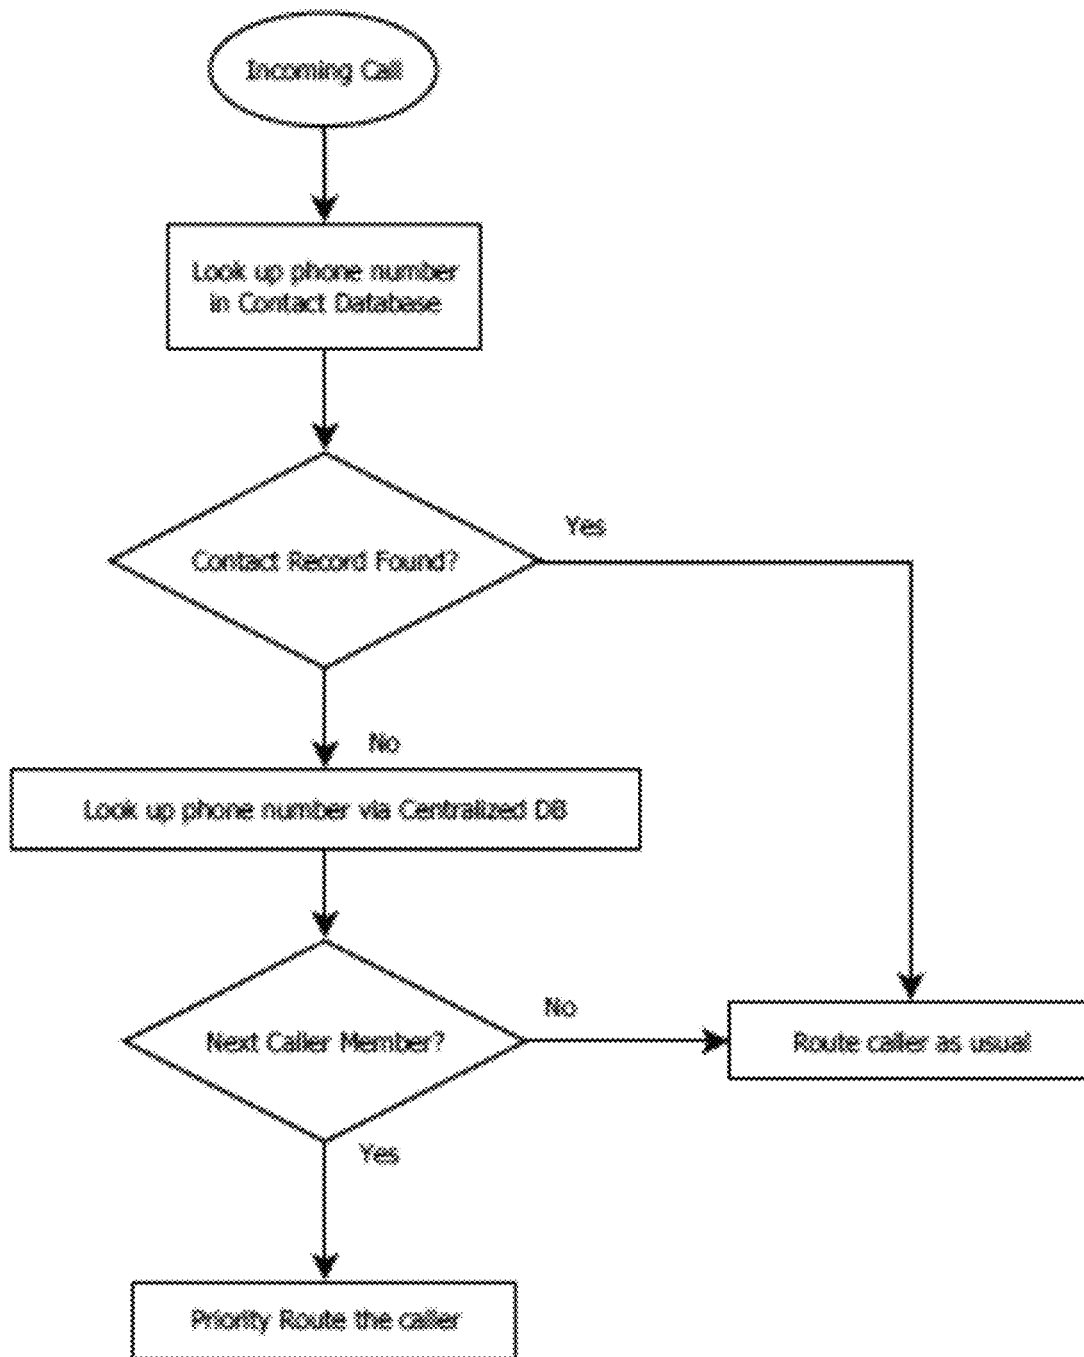 Incoming Call
Look up phone number
in Contact Database
Yes
Contact Record Found?
No
Look up phone number via Centralized DB
No
Next Caller Member?
Route caller as usual
Yes
Priority Route the caller